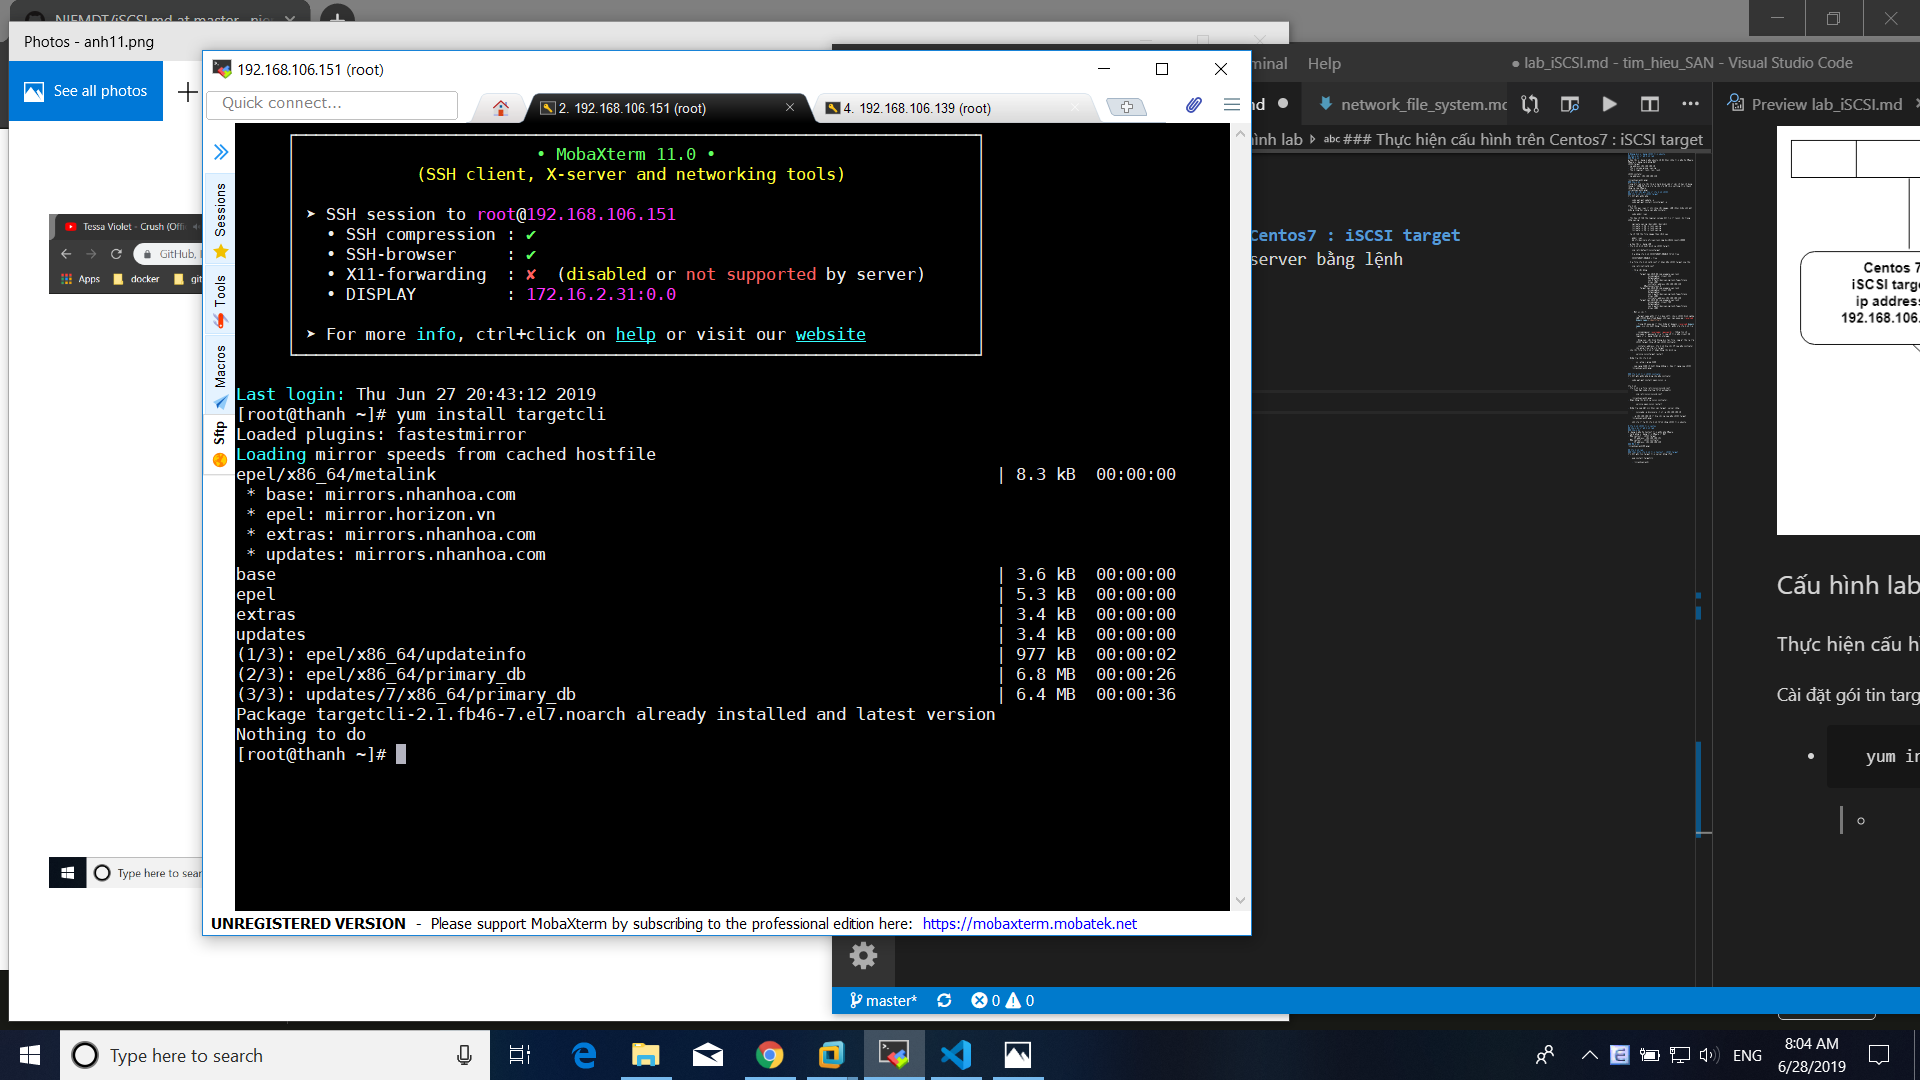 NIEMDT/iSCSI.md at master · nie
Photos - anh11.png
See all photos
Tessa Violet - Crush (Offi
GitHub,
Apps
docker
git
Type here to sear
192.168.106.151 (root)
Quick connect...
2. 192.168.106.151 (root)
4. 192.168.106.139 (root)
Sessions
Tools
Macros
Sftp
• MobaXterm 11.0 •
(SSH client, X-server and networking tools)
➤ SSH session to root@192.168.106.151
• SSH compression : ✔
• SSH-browser : ✔
• X11-forwarding : ✘ (disabled or not supported by server)
• DISPLAY : 172.16.2.31:0.0
➤ For more info, ctrl+click on help or visit our website
Last login: Thu Jun 27 20:43:12 2019
[root@thanh ~]# yum install targetcli
Loaded plugins: fastestmirror
Loading mirror speeds from cached hostfile
epel/x86_64/metalink | 8.3 kB 00:00:00
* base: mirrors.nhanhoa.com
* epel: mirror.horizon.vn
* extras: mirrors.nhanhoa.com
* updates: mirrors.nhanhoa.com
base | 3.6 kB 00:00:00
epel | 5.3 kB 00:00:00
extras | 3.4 kB 00:00:00
updates | 3.4 kB 00:00:00
(1/3): epel/x86_64/updateinfo | 977 kB 00:00:02
(2/3): epel/x86_64/primary_db | 6.8 MB 00:00:26
(3/3): updates/7/x86_64/primary_db | 6.4 MB 00:00:36
Package targetcli-2.1.fb46-7.el7.noarch already installed and latest version
Nothing to do
[root@thanh ~]#
UNREGISTERED VERSION - Please support MobaXterm by subscribing to the professional edition here: https://mobaxterm.mobatek.net
minal Help
● lab_iSCSI.md - tim_hieu_SAN - Visual Studio Code
nd ●
network_file_system.md
Preview lab_iSCSI.md
ình lab
abc ### Thực hiện cấu hình trên Centos7 : iSCSI target
Centos7 : iSCSI target
server bằng lệnh
Centos 7
iSCSI targe
ip address
192.168.106.
Cấu hình lab
Thực hiện cấu h
Cài đặt gói tin targ
yum in
master*
0
0
Type here to search
ENG
8:04 AM
6/28/2019